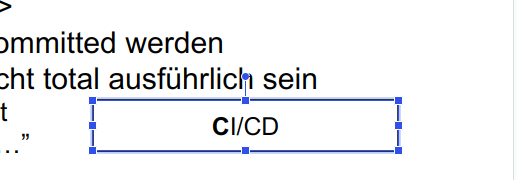 >
ommitted werden
cht total ausführlich sein
t
…”
CI/CD